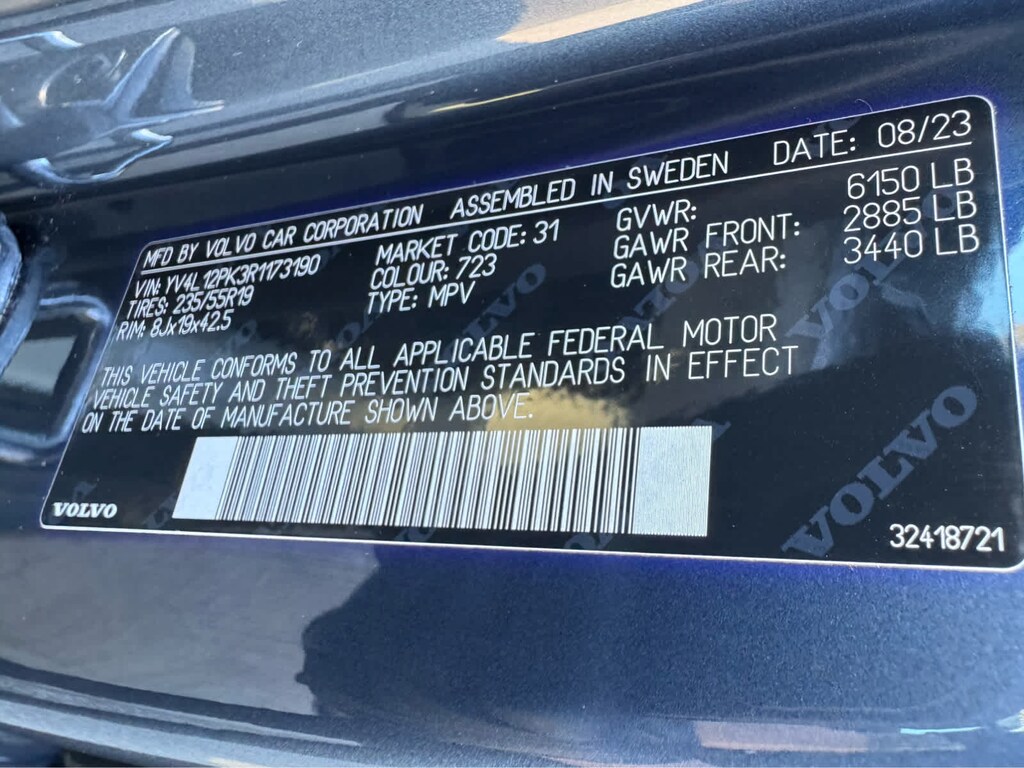 MFD BY VOLVO CAR CORPORATION ASSEMBLED IN SWEDEN DATE: 08/23
VIN: YV4L12PK3R1173190 MARKET CODE: 31 GVWR: 6150 LB
TIRES: 235/55R19 COLOUR: 723 GAWR FRONT: 2885 LB
RIM: 8Jx19x42.5 TYPE: MPV GAWR REAR: 3440 LB
THIS VEHICLE CONFORMS TO ALL APPLICABLE FEDERAL MOTOR
VEHICLE SAFETY AND THEFT PREVENTION STANDARDS IN EFFECT
ON THE DATE OF MANUFACTURE SHOWN ABOVE.
VOLVO
32418721
VOLVO